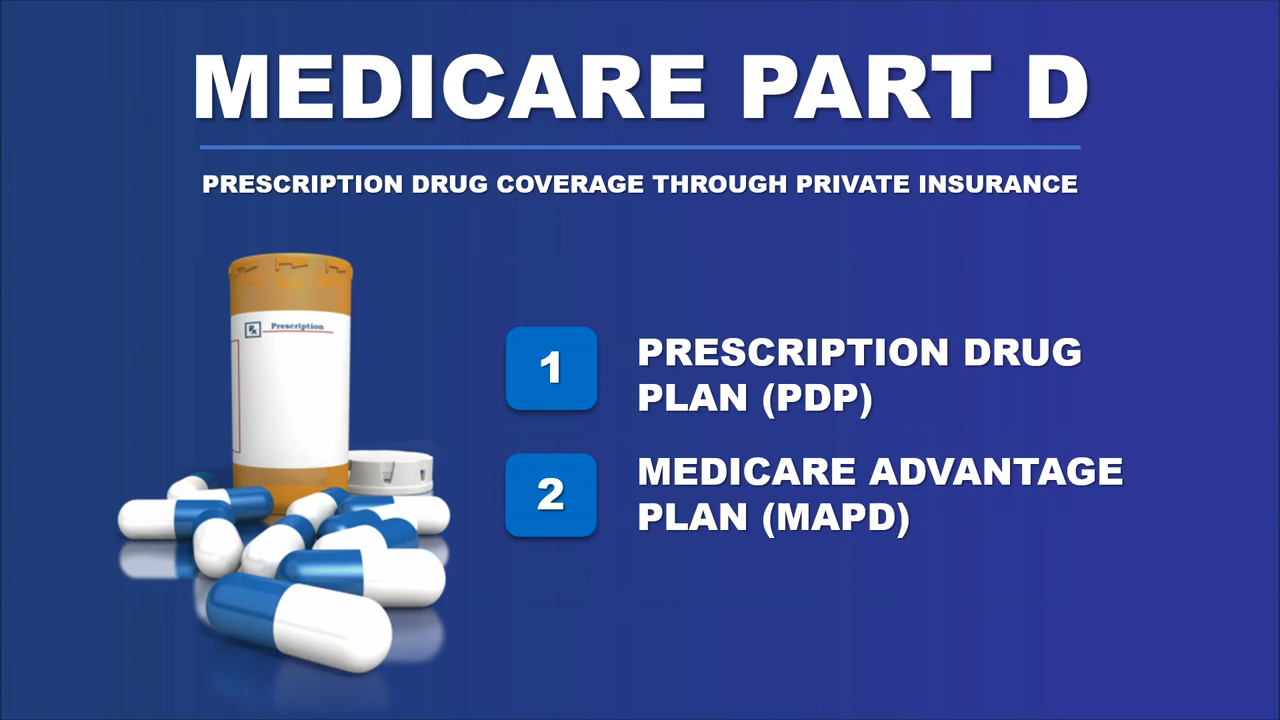 MEDICARE PART D
PRESCRIPTION DRUG COVERAGE THROUGH PRIVATE INSURANCE
Rx Prescription
1 PRESCRIPTION DRUG
PLAN (PDP)
2 MEDICARE ADVANTAGE
PLAN (MAPD)